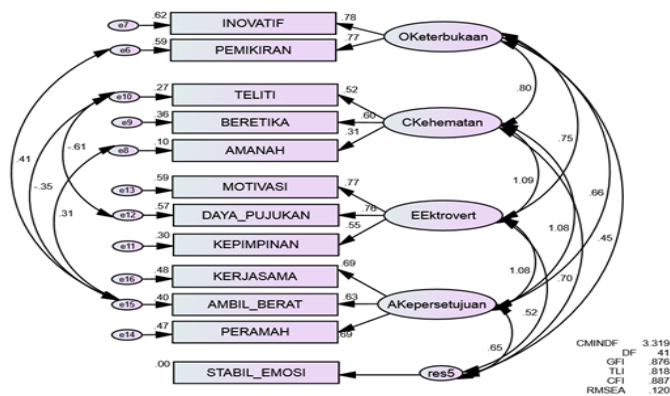 .62
e7
INOVATIF
.78
OKeterbukaan
.59
e6
PEMIKIRAN
.77
.27
e10
TELITI
.52
.80
.36
e9
BERETIKA
.60
CKehematan
.10
e8
AMANAH
.31
.75
.41
-.61
-.35
.31
.59
e13
MOTIVASI
.77
1.09
.66
.57
e12
DAYA_PUJUKAN
.76
EEktrovert
.45
.30
e11
KEPIMPINAN
.55
1.08
.48
e16
KERJASAMA
.69
1.08
.70
.40
e15
AMBIL_BERAT
.63
AKepersetujuan
.52
.47
e14
PERAMAH
.69
.65
.00
STABIL_EMOSI
res5
CMINDF 3.319
DF 41
GFI .876
TLI .818
CFI .887
RMSEA .120